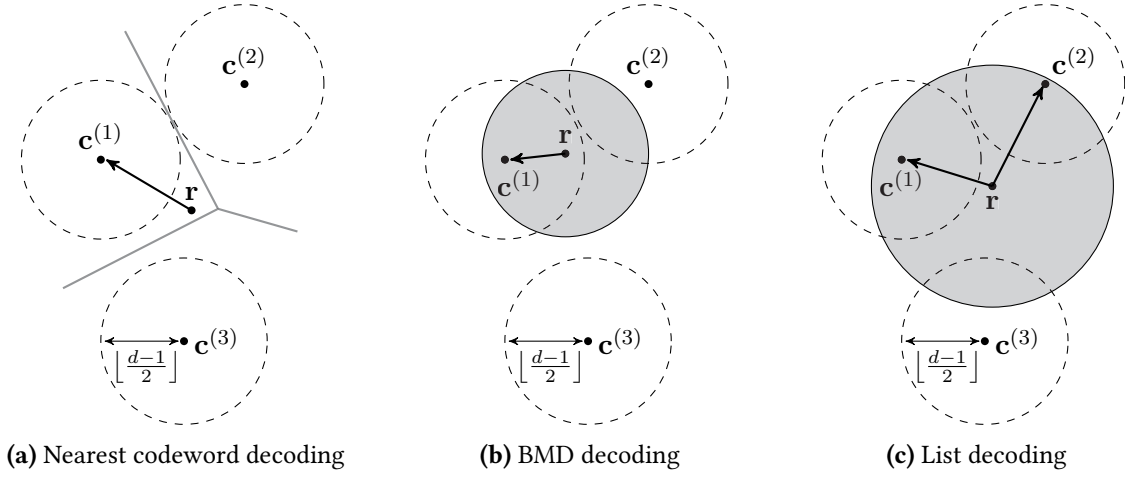 c^(2)
c^(1)
r
c^(3)
⌊(d−1)/2⌋
(a) Nearest codeword decoding
c^(2)
r
c^(1)
c^(3)
⌊(d−1)/2⌋
(b) BMD decoding
c^(2)
c^(1)
r
c^(3)
⌊(d−1)/2⌋
(c) List decoding